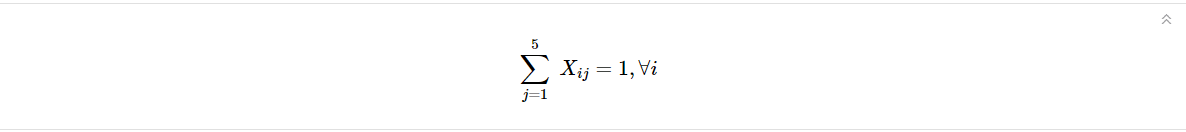 $$\sum_{j=1}^{5} X_{ij} = 1, \forall i$$